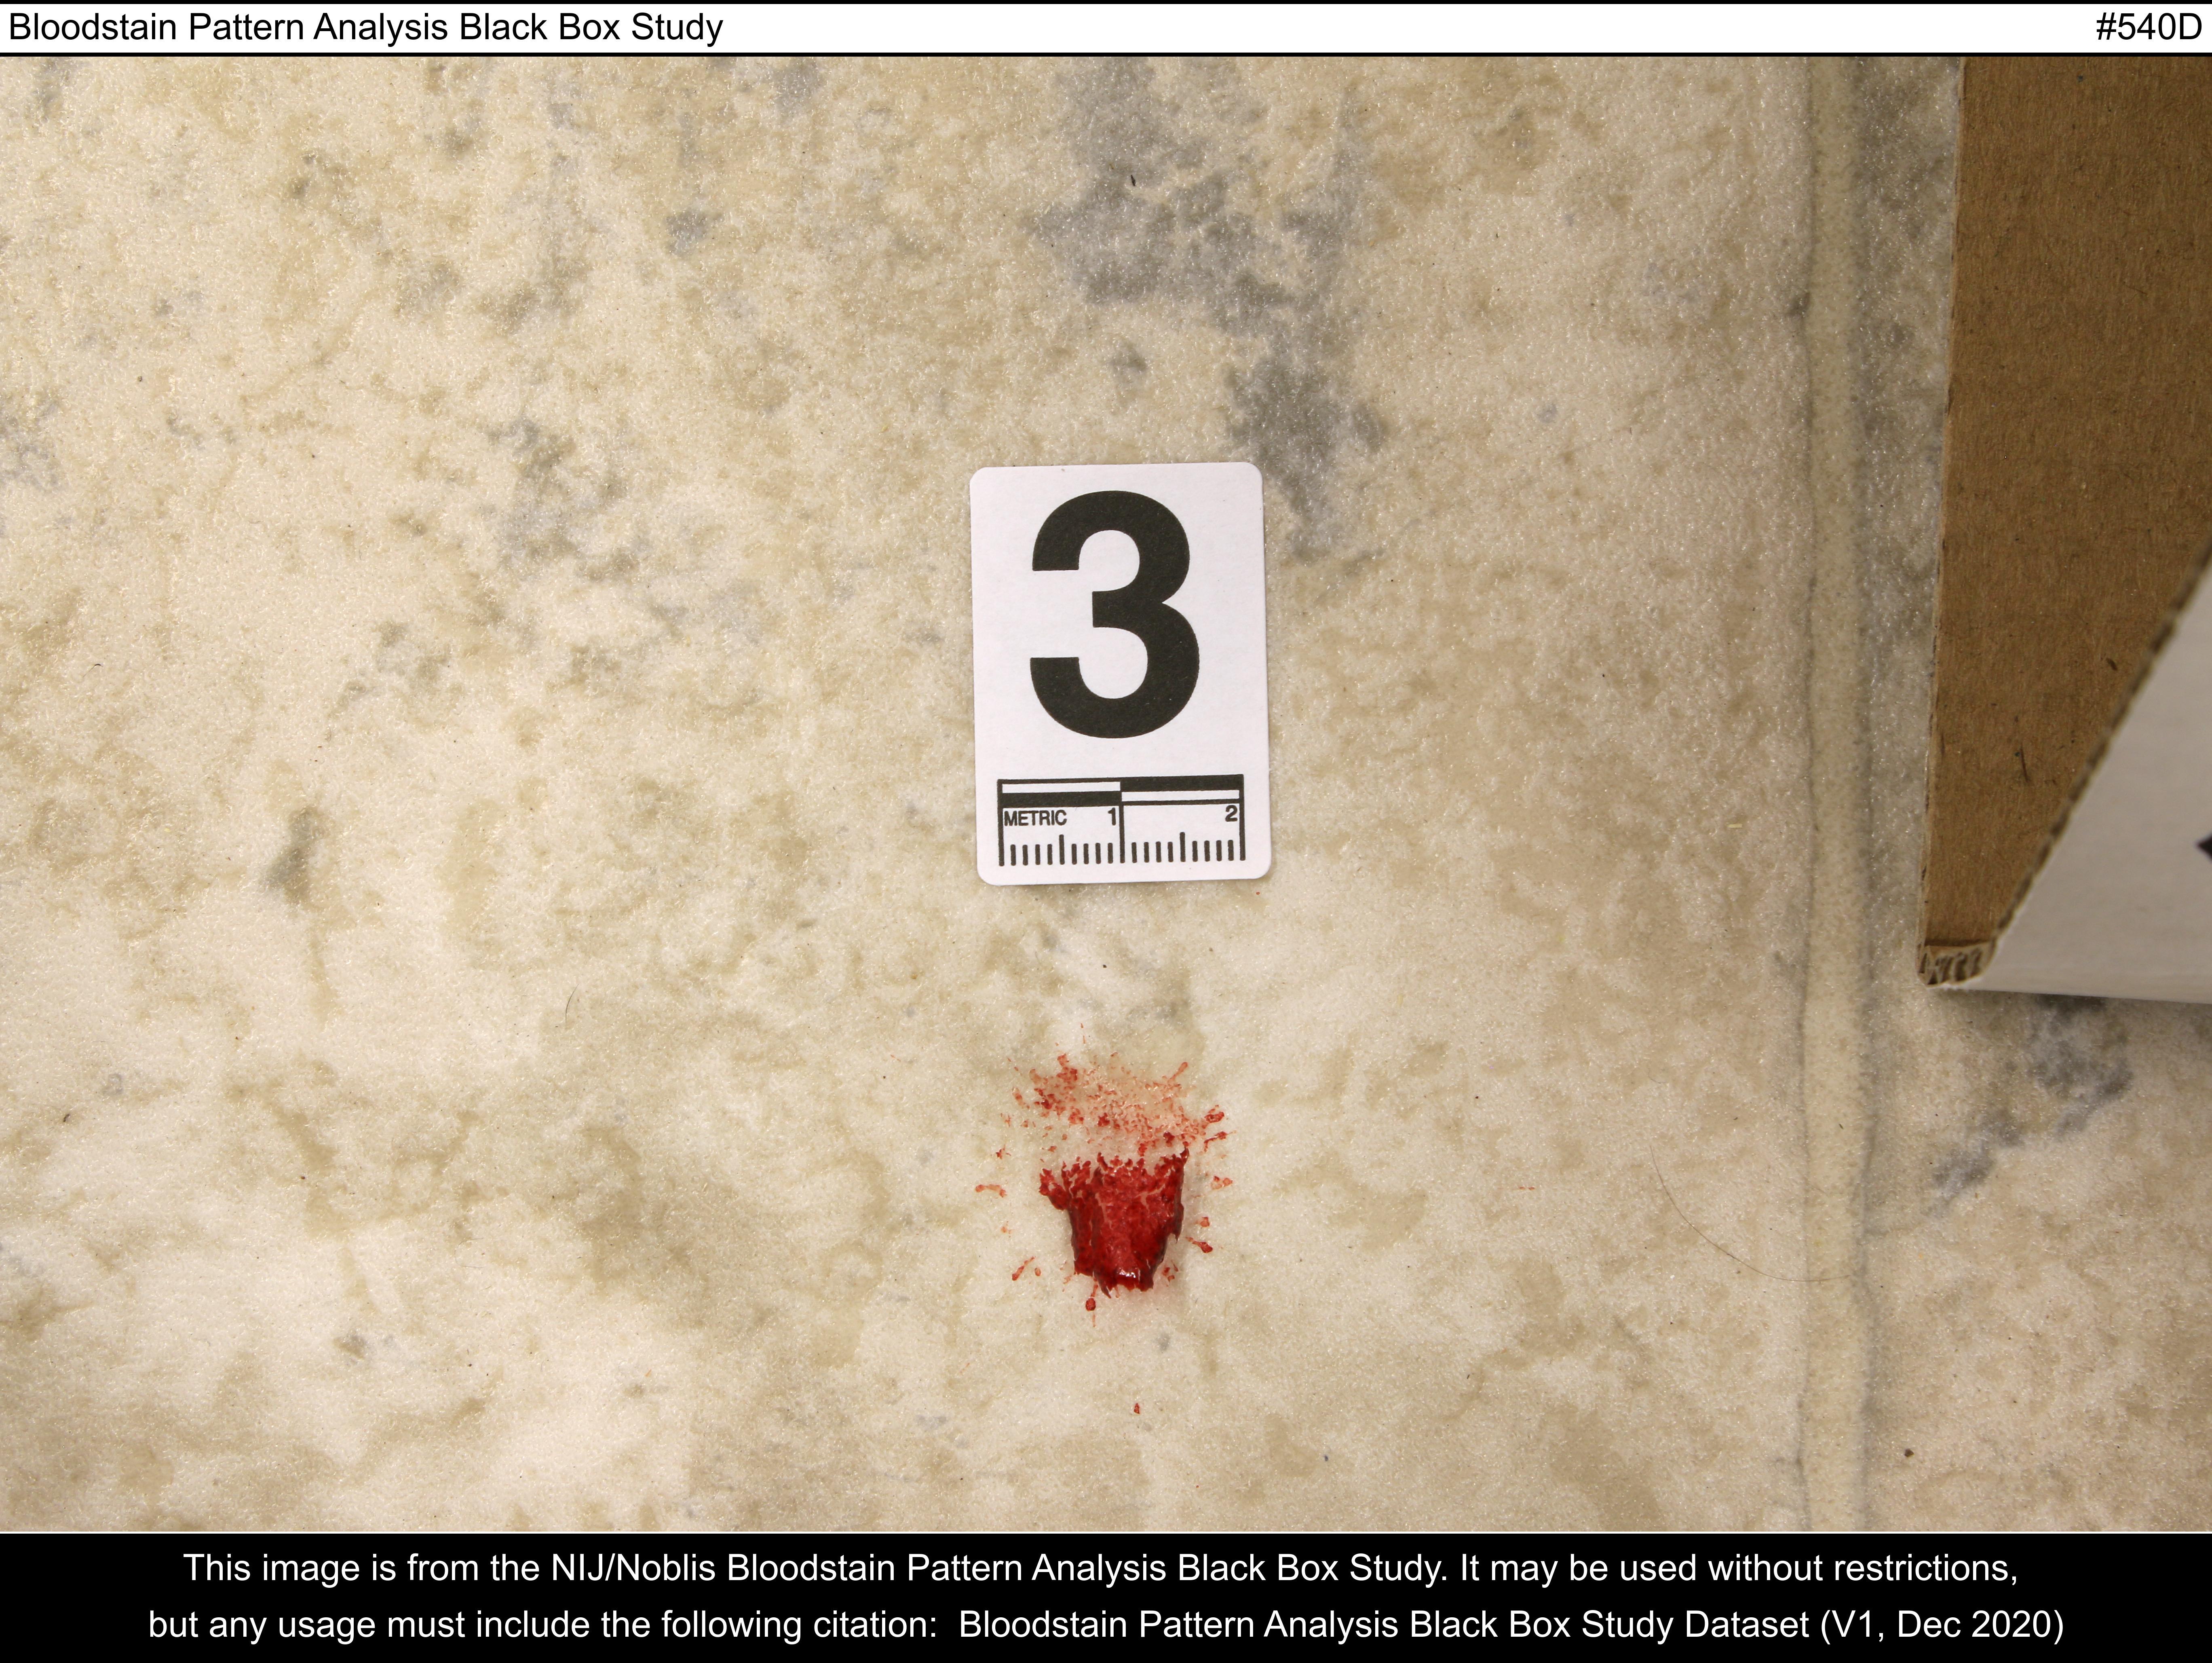 Bloodstain Pattern Analysis Black Box Study #540D
3
METRIC 1 2
This image is from the NIJ/Noblis Bloodstain Pattern Analysis Black Box Study. It may be used without restrictions,
but any usage must include the following citation:  Bloodstain Pattern Analysis Black Box Study Dataset (V1, Dec 2020)